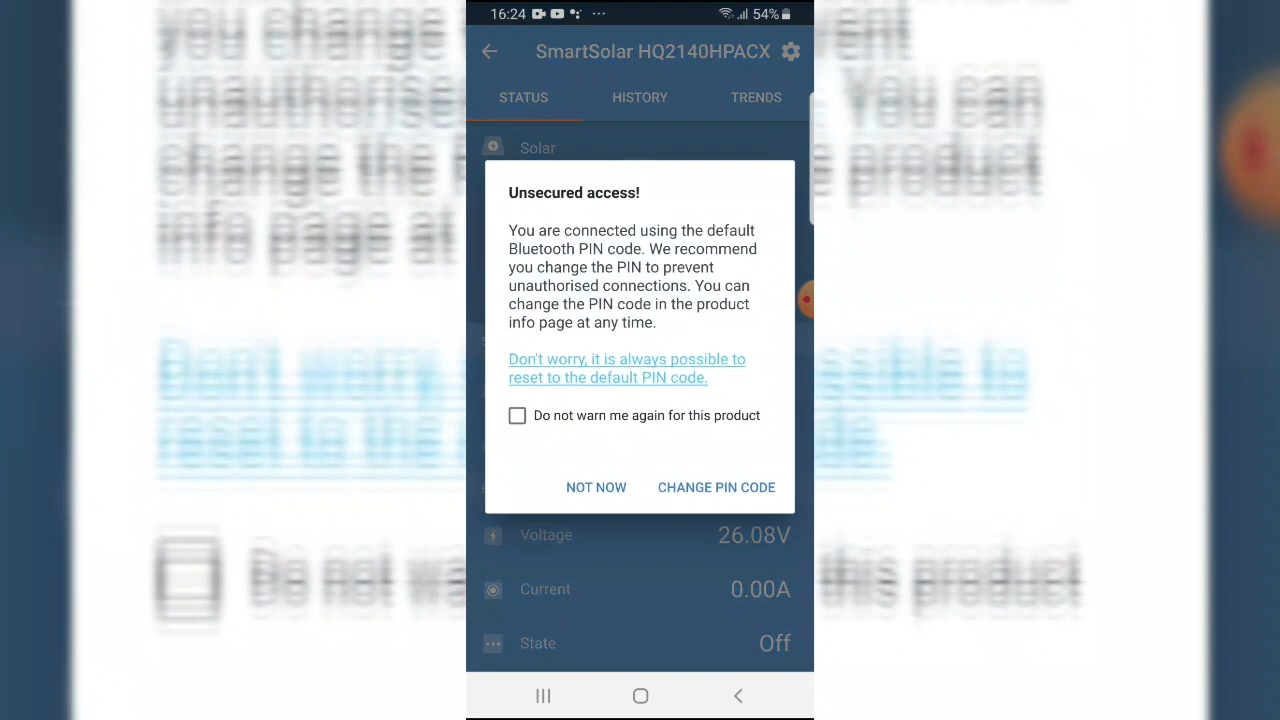 16:24 54%
SmartSolar HQ2140HPACX
STATUS HISTORY TRENDS
Solar
Unsecured access!
You are connected using the default
Bluetooth PIN code. We recommend
you change the PIN to prevent
unauthorised connections. You can
change the PIN code in the product
info page at any time.
Don't worry, it is always possible to
reset to the default PIN code.
Do not warn me again for this product
NOT NOW CHANGE PIN CODE
Voltage 26.08V
Current 0.00A
State Off